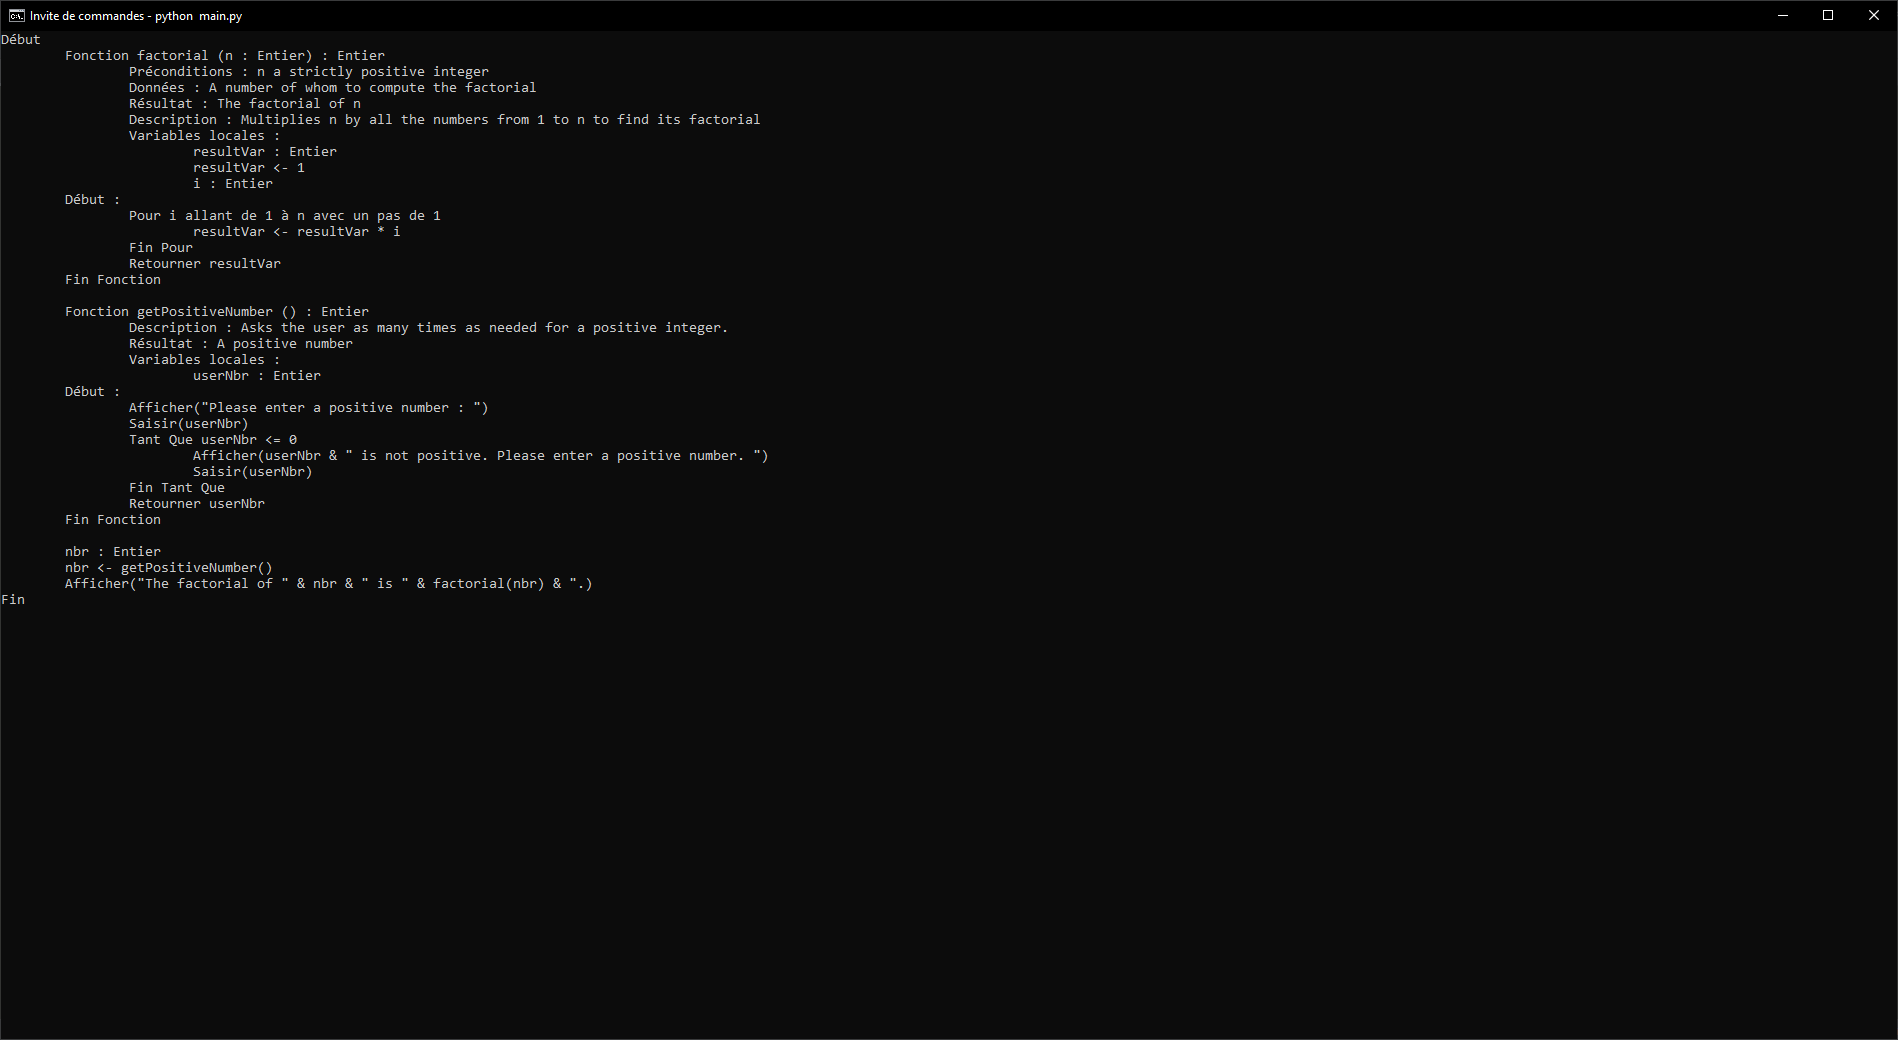 Invite de commandes - python  main.py
Début
Fonction factorial (n : Entier) : Entier
Préconditions : n a strictly positive integer
Données : A number of whom to compute the factorial
Résultat : The factorial of n
Description : Multiplies n by all the numbers from 1 to n to find its factorial
Variables locales :
resultVar : Entier
resultVar <- 1
i : Entier
Début :
Pour i allant de 1 à n avec un pas de 1
resultVar <- resultVar * i
Fin Pour
Retourner resultVar
Fin Fonction
Fonction getPositiveNumber () : Entier
Description : Asks the user as many times as needed for a positive integer.
Résultat : A positive number
Variables locales :
userNbr : Entier
Début :
Afficher("Please enter a positive number : ")
Saisir(userNbr)
Tant Que userNbr <= 0
Afficher(userNbr & " is not positive. Please enter a positive number. ")
Saisir(userNbr)
Fin Tant Que
Retourner userNbr
Fin Fonction
nbr : Entier
nbr <- getPositiveNumber()
Afficher("The factorial of " & nbr & " is " & factorial(nbr) & ".)
Fin